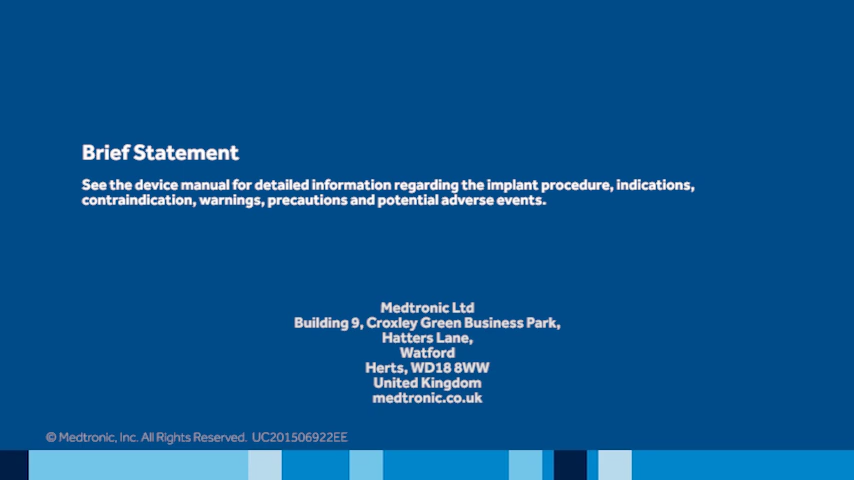 Brief Statement
See the device manual for detailed information regarding the implant procedure, indications,
contraindication, warnings, precautions and potential adverse events.
Medtronic Ltd
Building 9, Croxley Green Business Park,
Hatters Lane,
Watford
Herts, WD18 8WW
United Kingdom
medtronic.co.uk
© Medtronic, Inc. All Rights Reserved. UC201506922EE